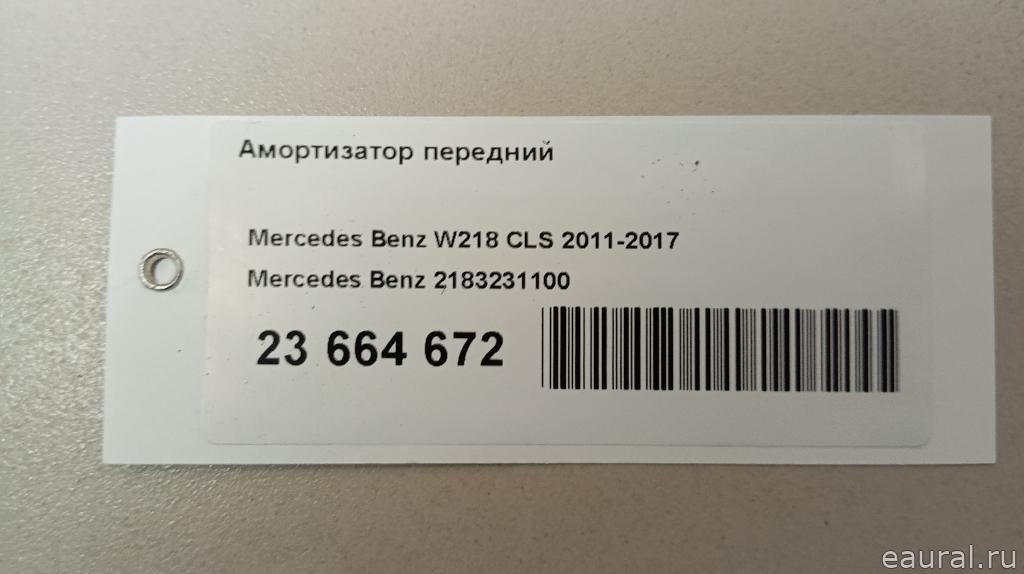 Амортизатор передний
Mercedes Benz W218 CLS 2011-2017
Mercedes Benz 2183231100
23 664 672
eaural.ru